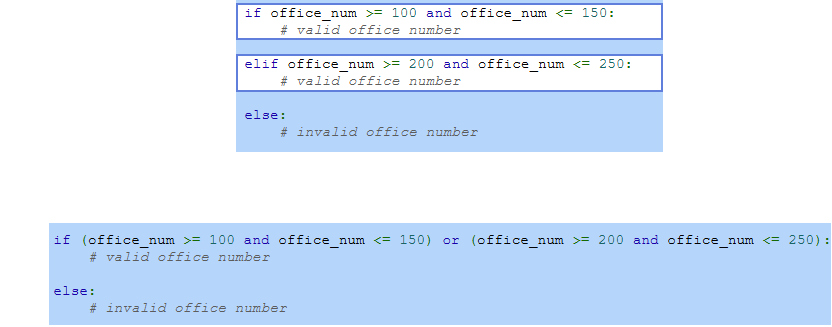 if office_num >= 100 and office_num <= 150:
    # valid office number
elif office_num >= 200 and office_num <= 250:
    # valid office number
else:
    # invalid office number
if (office_num >= 100 and office_num <= 150) or (office_num >= 200 and office_num <= 250):
    # valid office number
else:
    # invalid office number